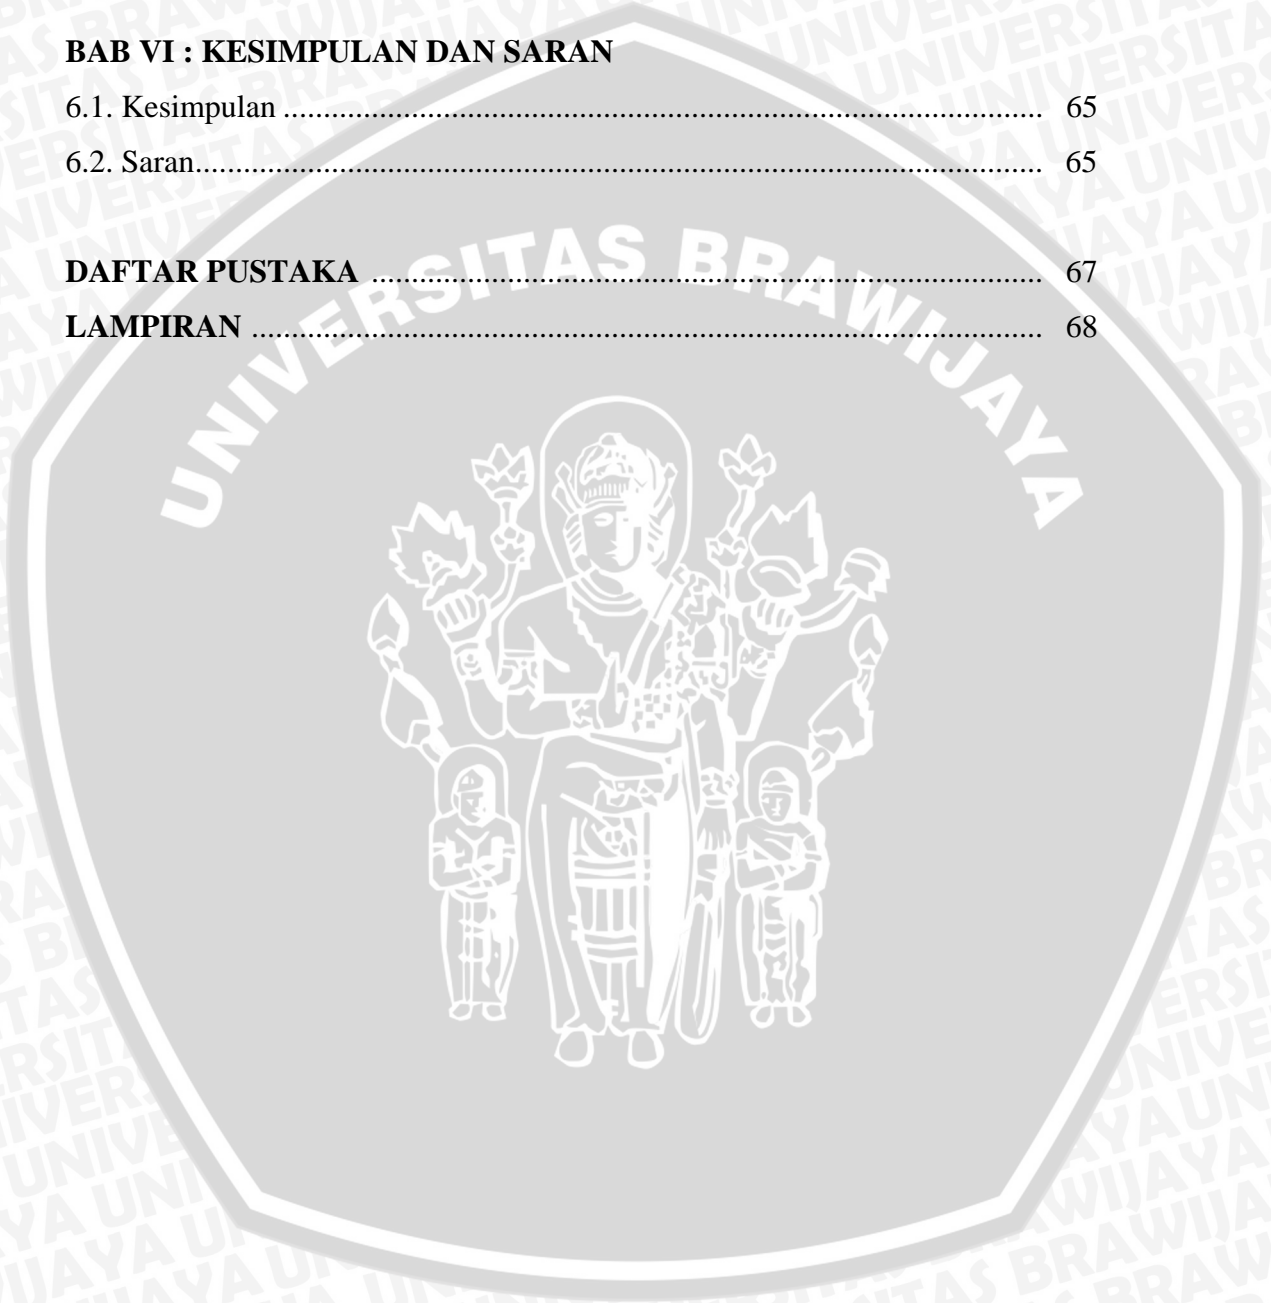 BAB VI : KESIMPULAN DAN SARAN
6.1. Kesimpulan ............................................................................................... 65
6.2. Saran.......................................................................................................... 65
DAFTAR PUSTAKA .................................................................................... 67
LAMPIRAN ................................................................................................... 68
UNIVERSITAS BRAWIJAYA